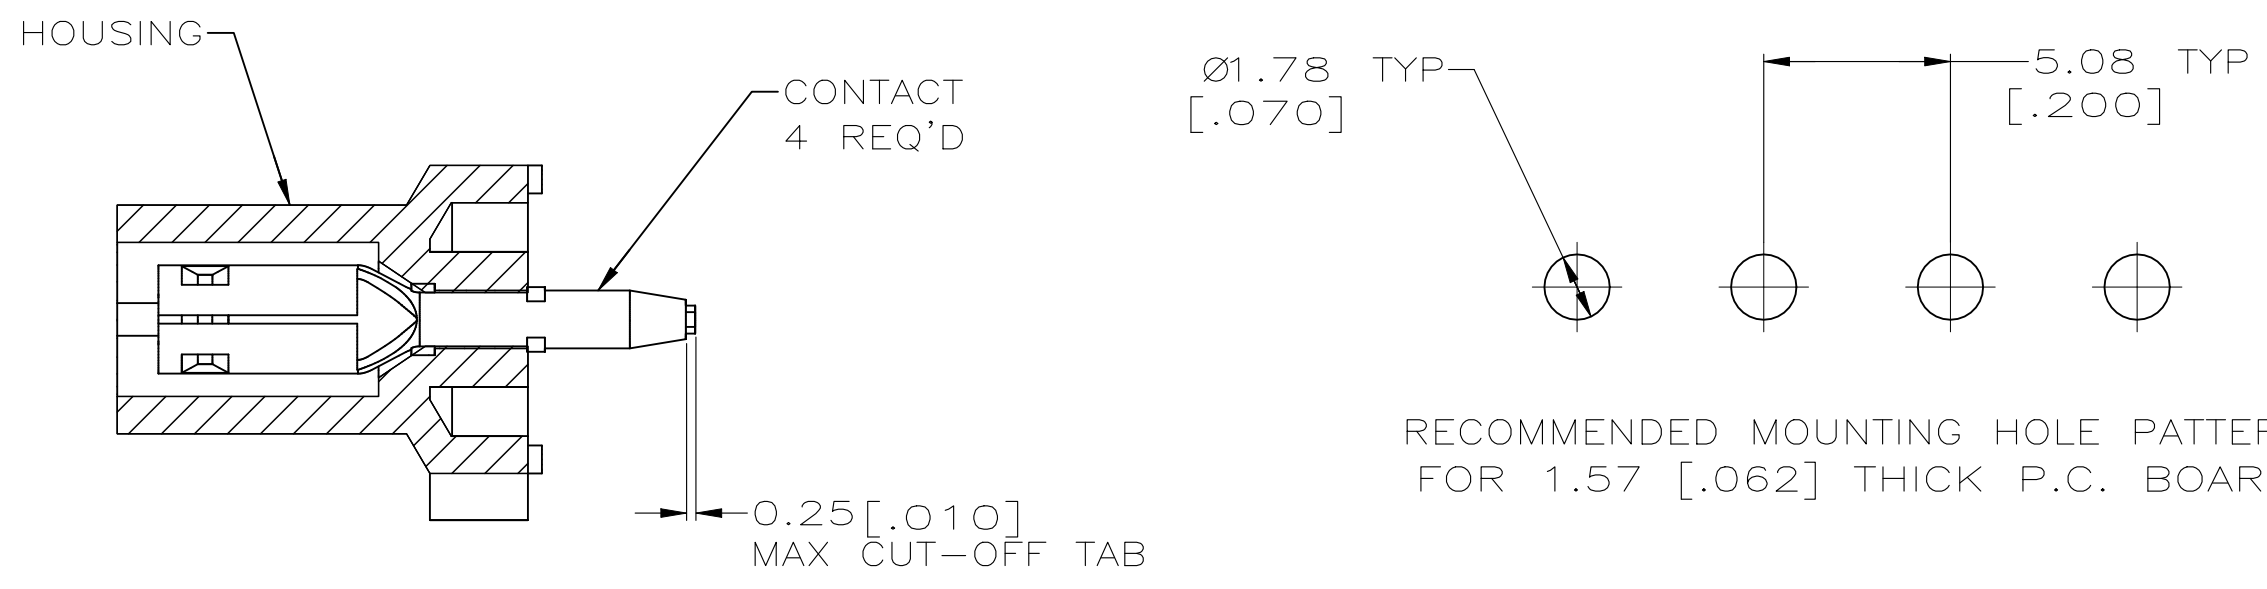 HOUSING
CONTACT
4 REQ'D
0.25[.010]
MAX CUT-OFF TAB
Ø1.78 TYP
[.070]
5.08 TYP
[.200]
RECOMMENDED MOUNTING HOLE
FOR 1.57 [.062] THICK P.C.